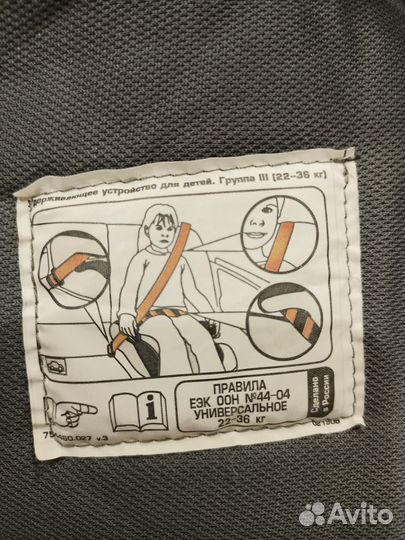 Удерживающее устройство для детей. Группа III (22-36 кг)
ПРАВИЛА
ЕЭК ООН №44-04
УНИВЕРСАЛЬНОЕ
22-36 кг
Сделано
в России
i
Avito